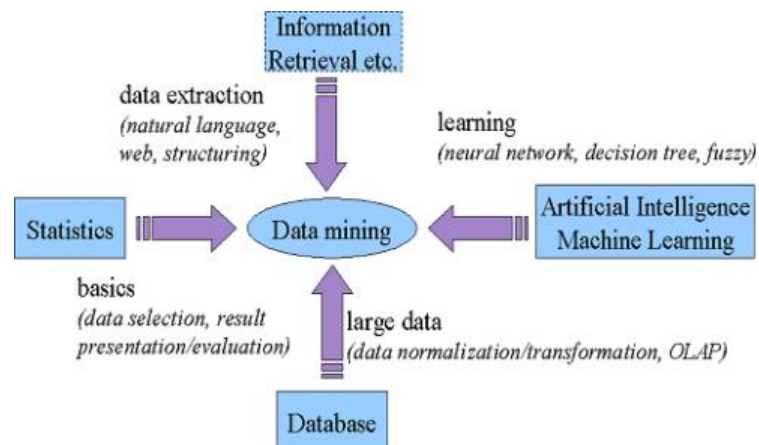 Information
Retrieval etc.
data extraction
(natural language,
web, structuring)
learning
(neural network, decision tree, fuzzy)
Statistics
Data mining
Artificial Intelligence
Machine Learning
basics
(data selection, result
presentation/evaluation)
large data
(data normalization/transformation, OLAP)
Database